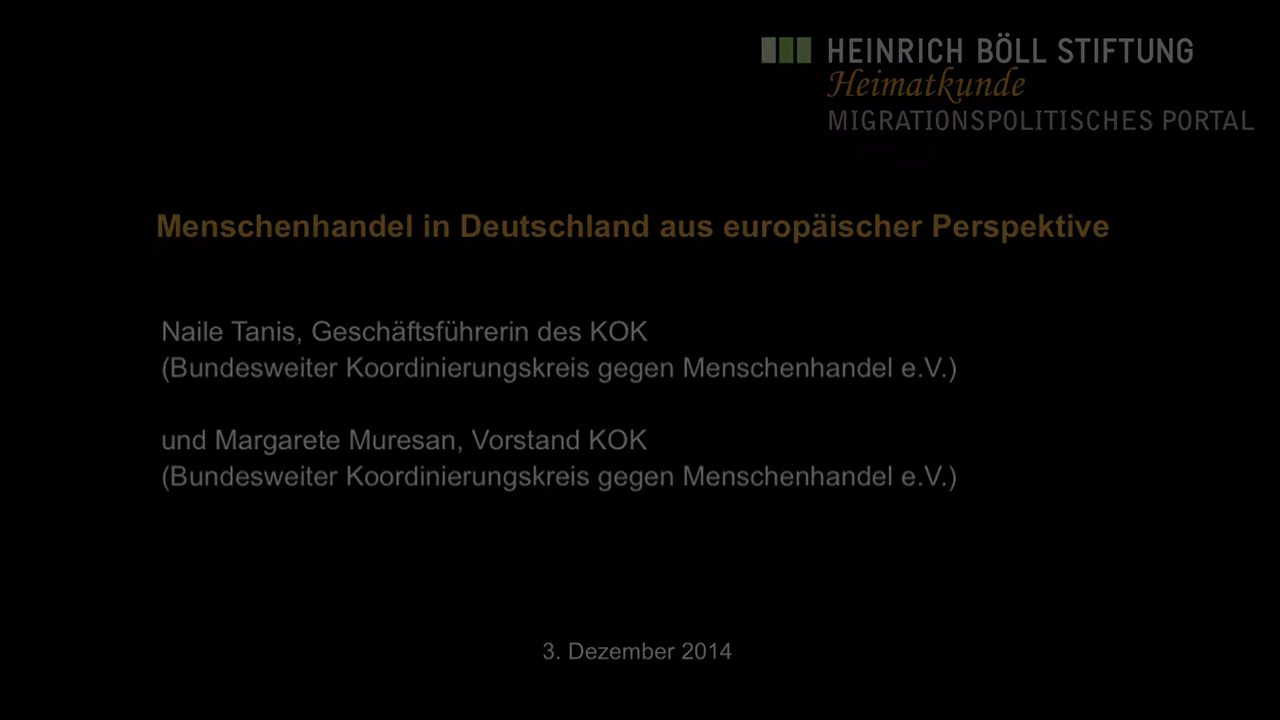 HEINRICH BÖLL STIFTUNG
Heimatkunde
MIGRATIONSPOLITISCHES PORTAL
Menschenhandel in Deutschland aus europäischer Perspektive
Naile Tanis, Geschäftsführerin des KOK
(Bundesweiter Koordinierungskreis gegen Menschenhandel e.V.)
und Margarete Muresan, Vorstand KOK
(Bundesweiter Koordinierungskreis gegen Menschenhandel e.V.)
3. Dezember 2014